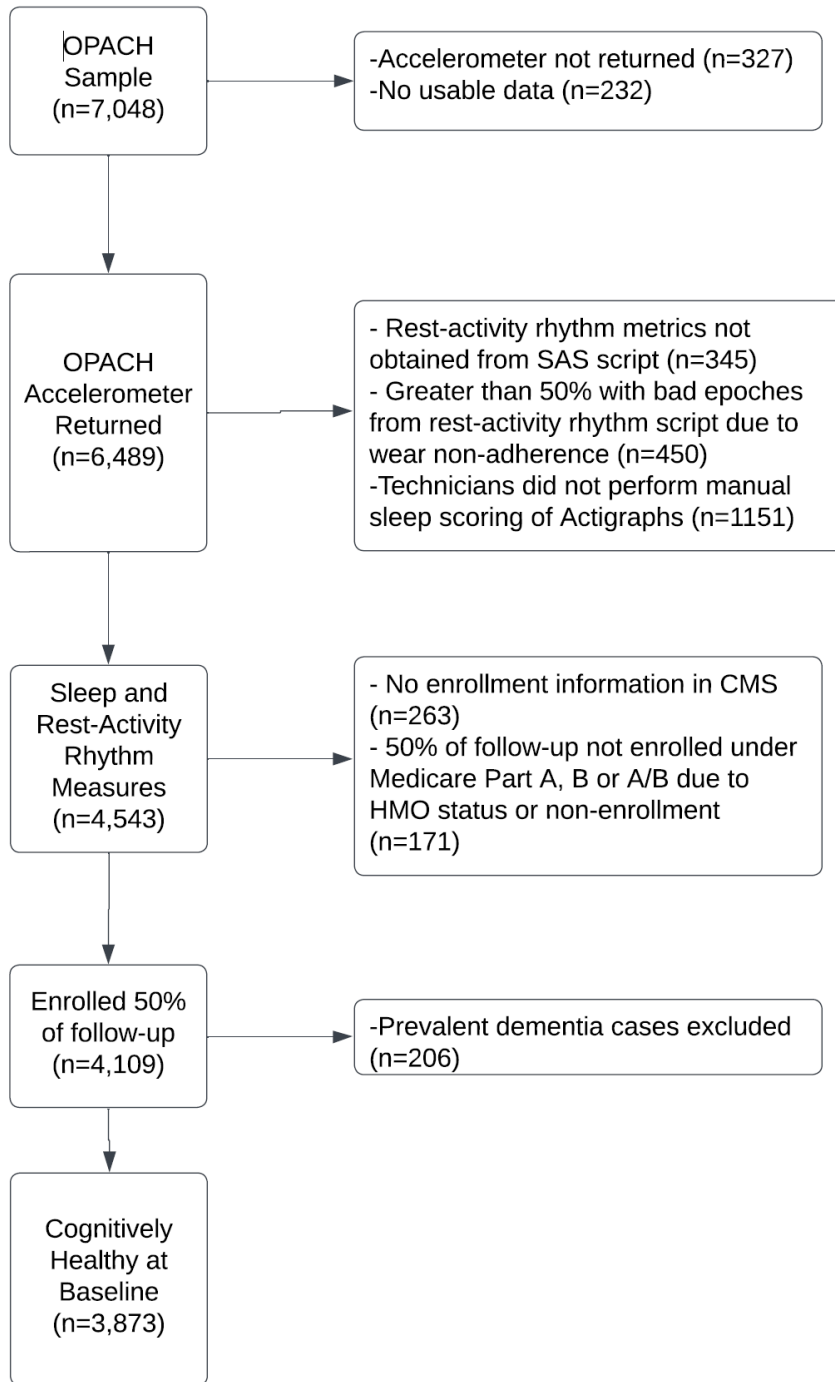 OPACH
Sample
(n=7,048)
-Accelerometer not returned (n=327)
-No usable data (n=232)
OPACH
Accelerometer
Returned
(n=6,489)
- Rest-activity rhythm metrics not
obtained from SAS script (n=345)
- Greater than 50% with bad epoches
from rest-activity rhythm script due to
wear non-adherence (n=450)
-Technicians did not perform manual
sleep scoring of Actigraphs (n=1151)
Sleep and
Rest-Activity
Rhythm
Measures
(n=4,543)
- No enrollment information in CMS
(n=263)
- 50% of follow-up not enrolled under
Medicare Part A, B or A/B due to
HMO status or non-enrollment
(n=171)
Enrolled 50%
of follow-up
(n=4,109)
-Prevalent dementia cases excluded
(n=206)
Cognitively
Healthy at
Baseline
(n=3,873)